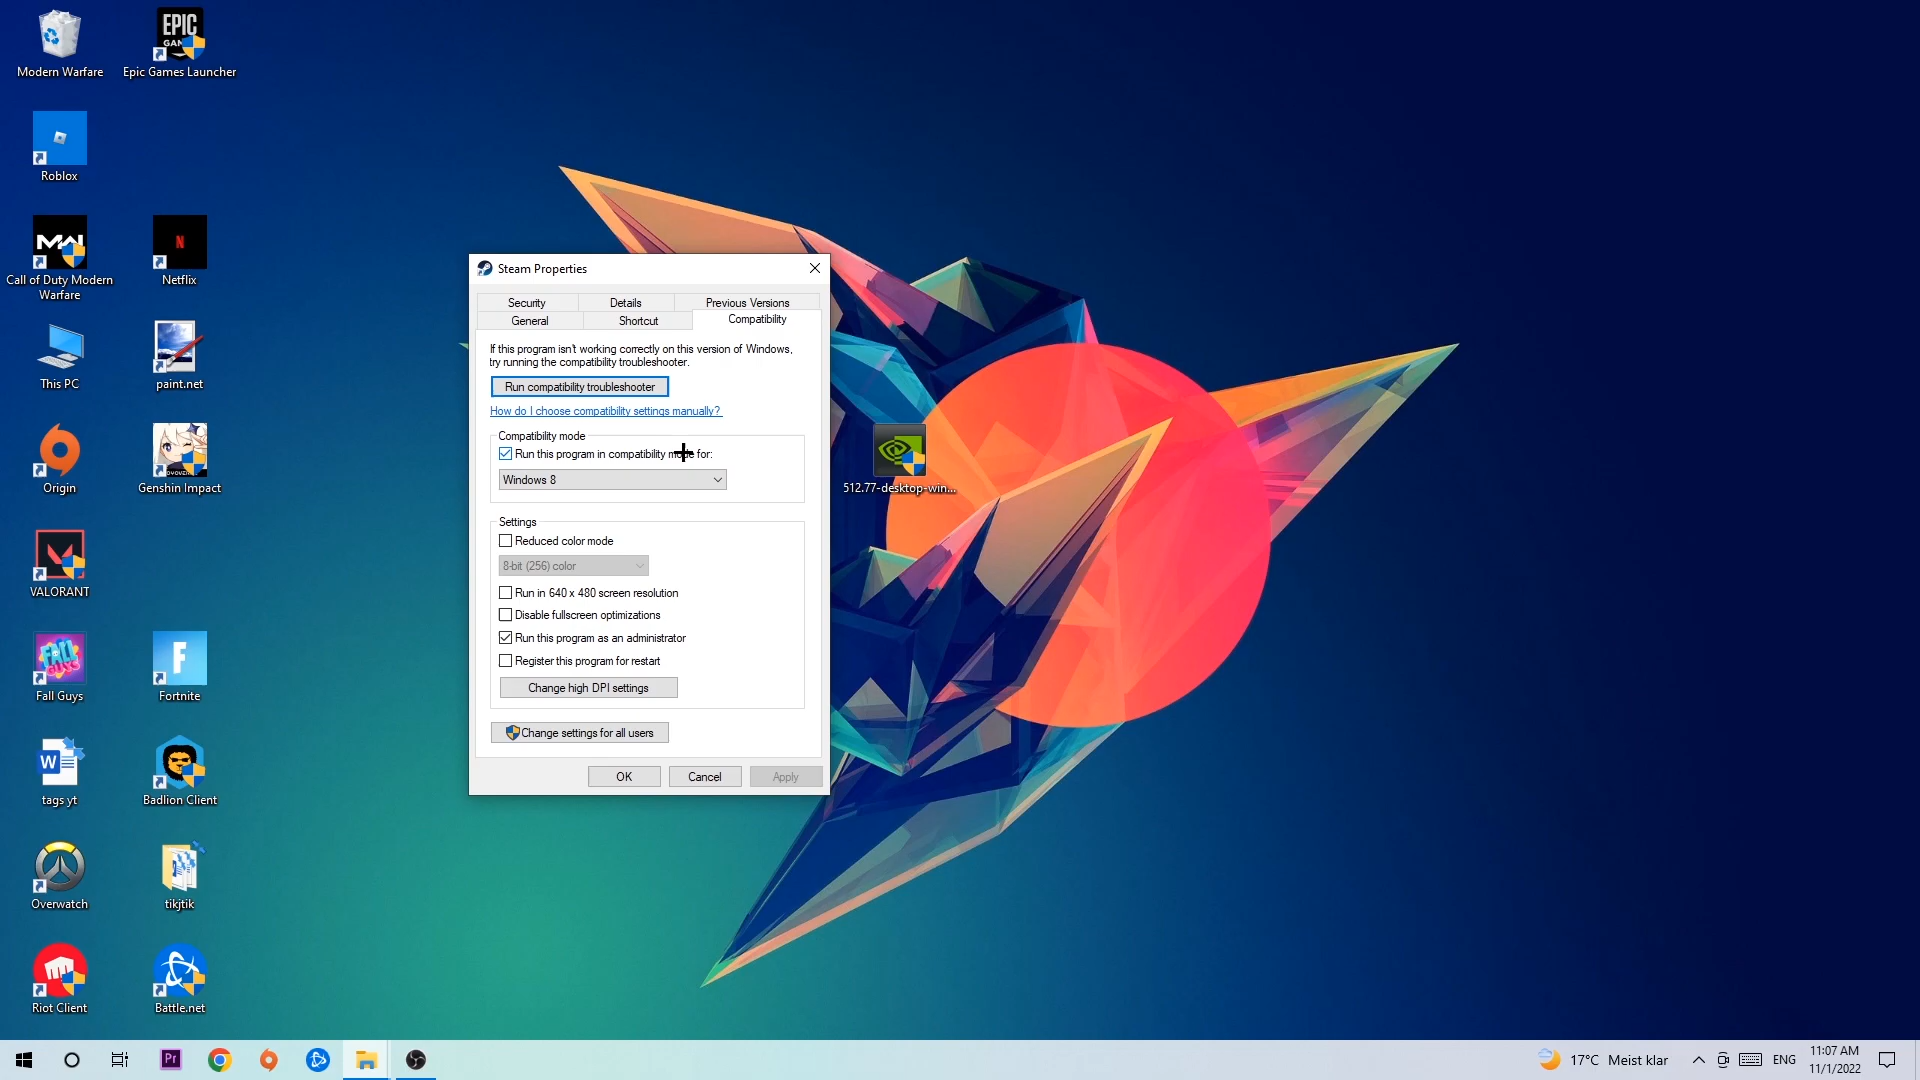 Modern Warfare
EPIC
GAMES
Epic Games Launcher
Roblox
MW
Call of Duty Modern
Warfare
N
Netflix
This PC
paint.net
Origin
Genshin Impact
VALORANT
FALL
Fall Guys
F
Fortnite
W
tags yt
Badlion Client
Overwatch
tikjtik
Riot Client
Battle.net
Steam Properties
Security
Details
Previous Versions
General
Shortcut
Compatibility
If this program isn't working correctly on this version of Windows,
try running the compatibility troubleshooter.
Run compatibility troubleshooter
How do I choose compatibility settings manually?
Compatibility mode
Run this program in compatibility mode for:
Windows 8
Settings
Reduced color mode
8-bit (256) color
Run in 640 x 480 screen resolution
Disable fullscreen optimizations
Run this program as an administrator
Register this program for restart
Change high DPI settings
Change settings for all users
OK
Cancel
Apply
512.77-desktop-win...
Pr
17°C Meist klar
ENG
11:07 AM
11/1/2022